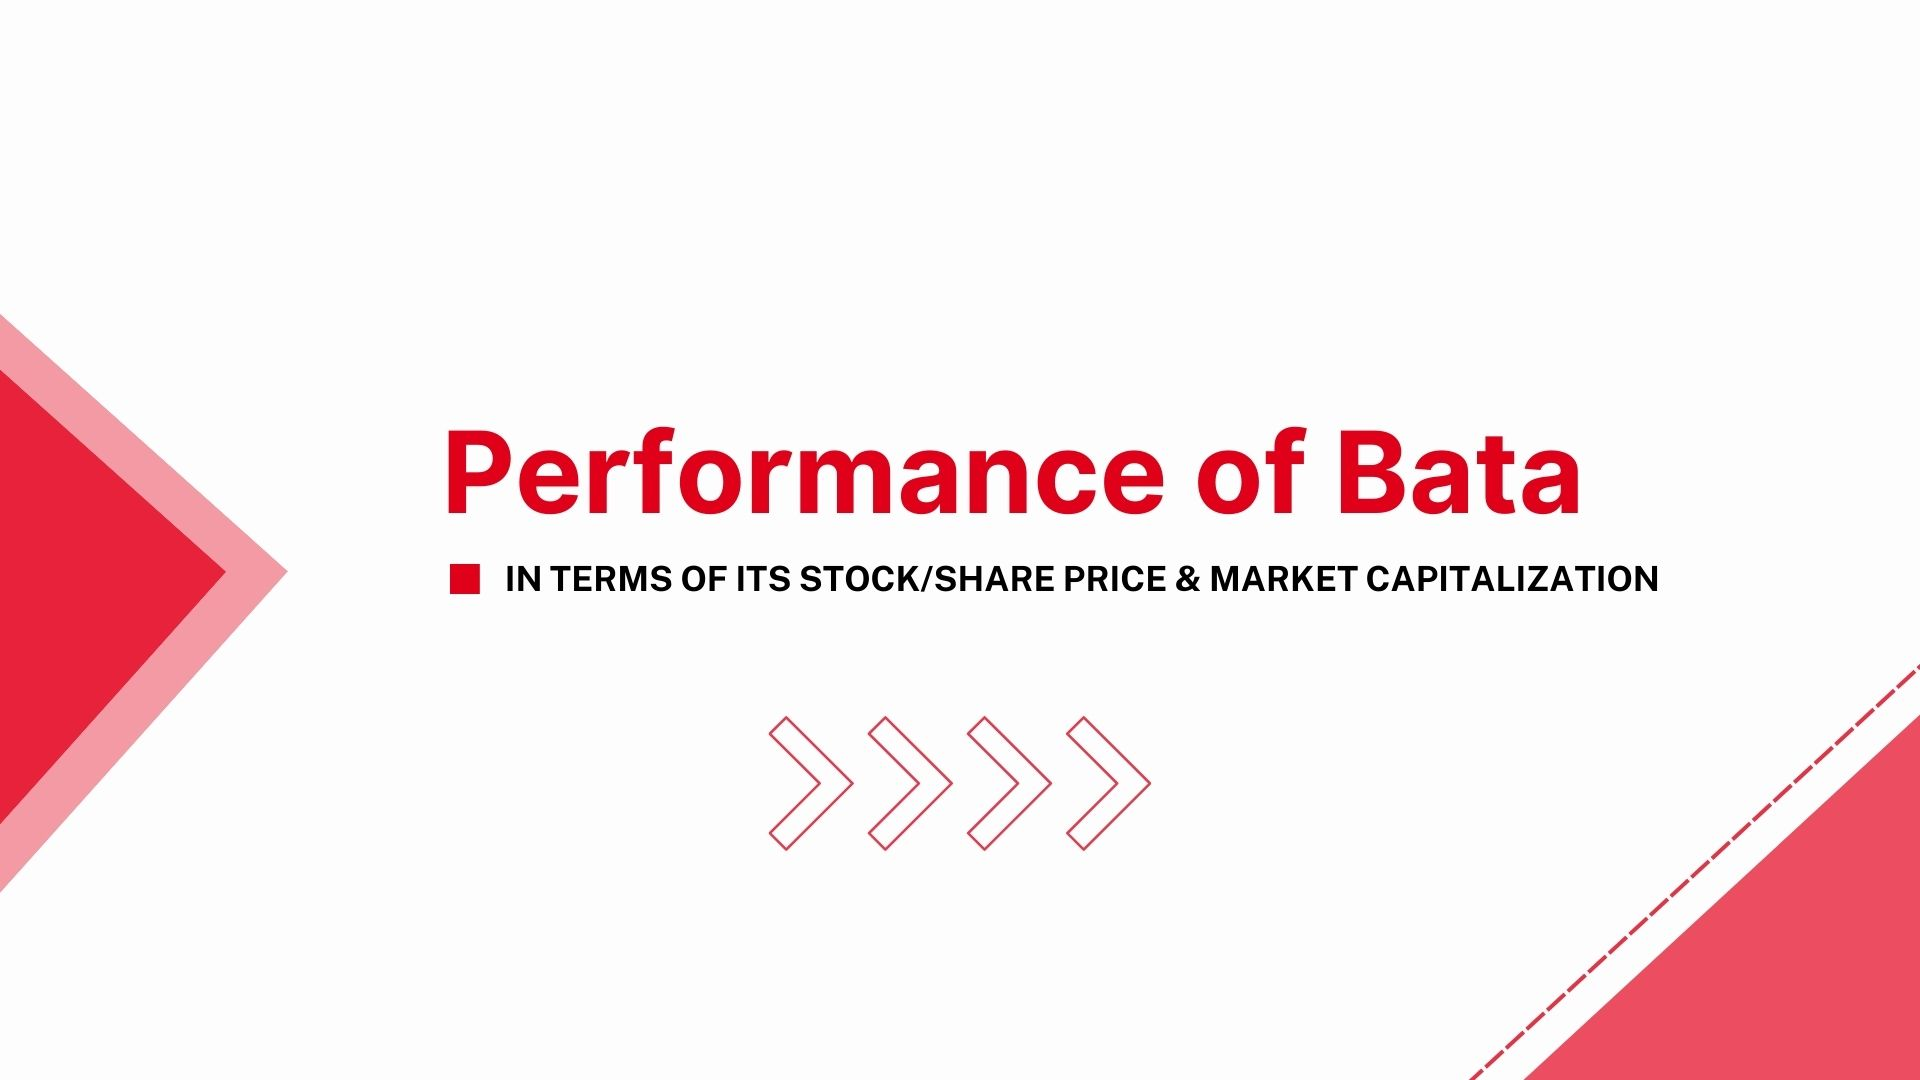 Performance of Bata
IN TERMS OF ITS STOCK/SHARE PRICE & MARKET CAPITALIZATION